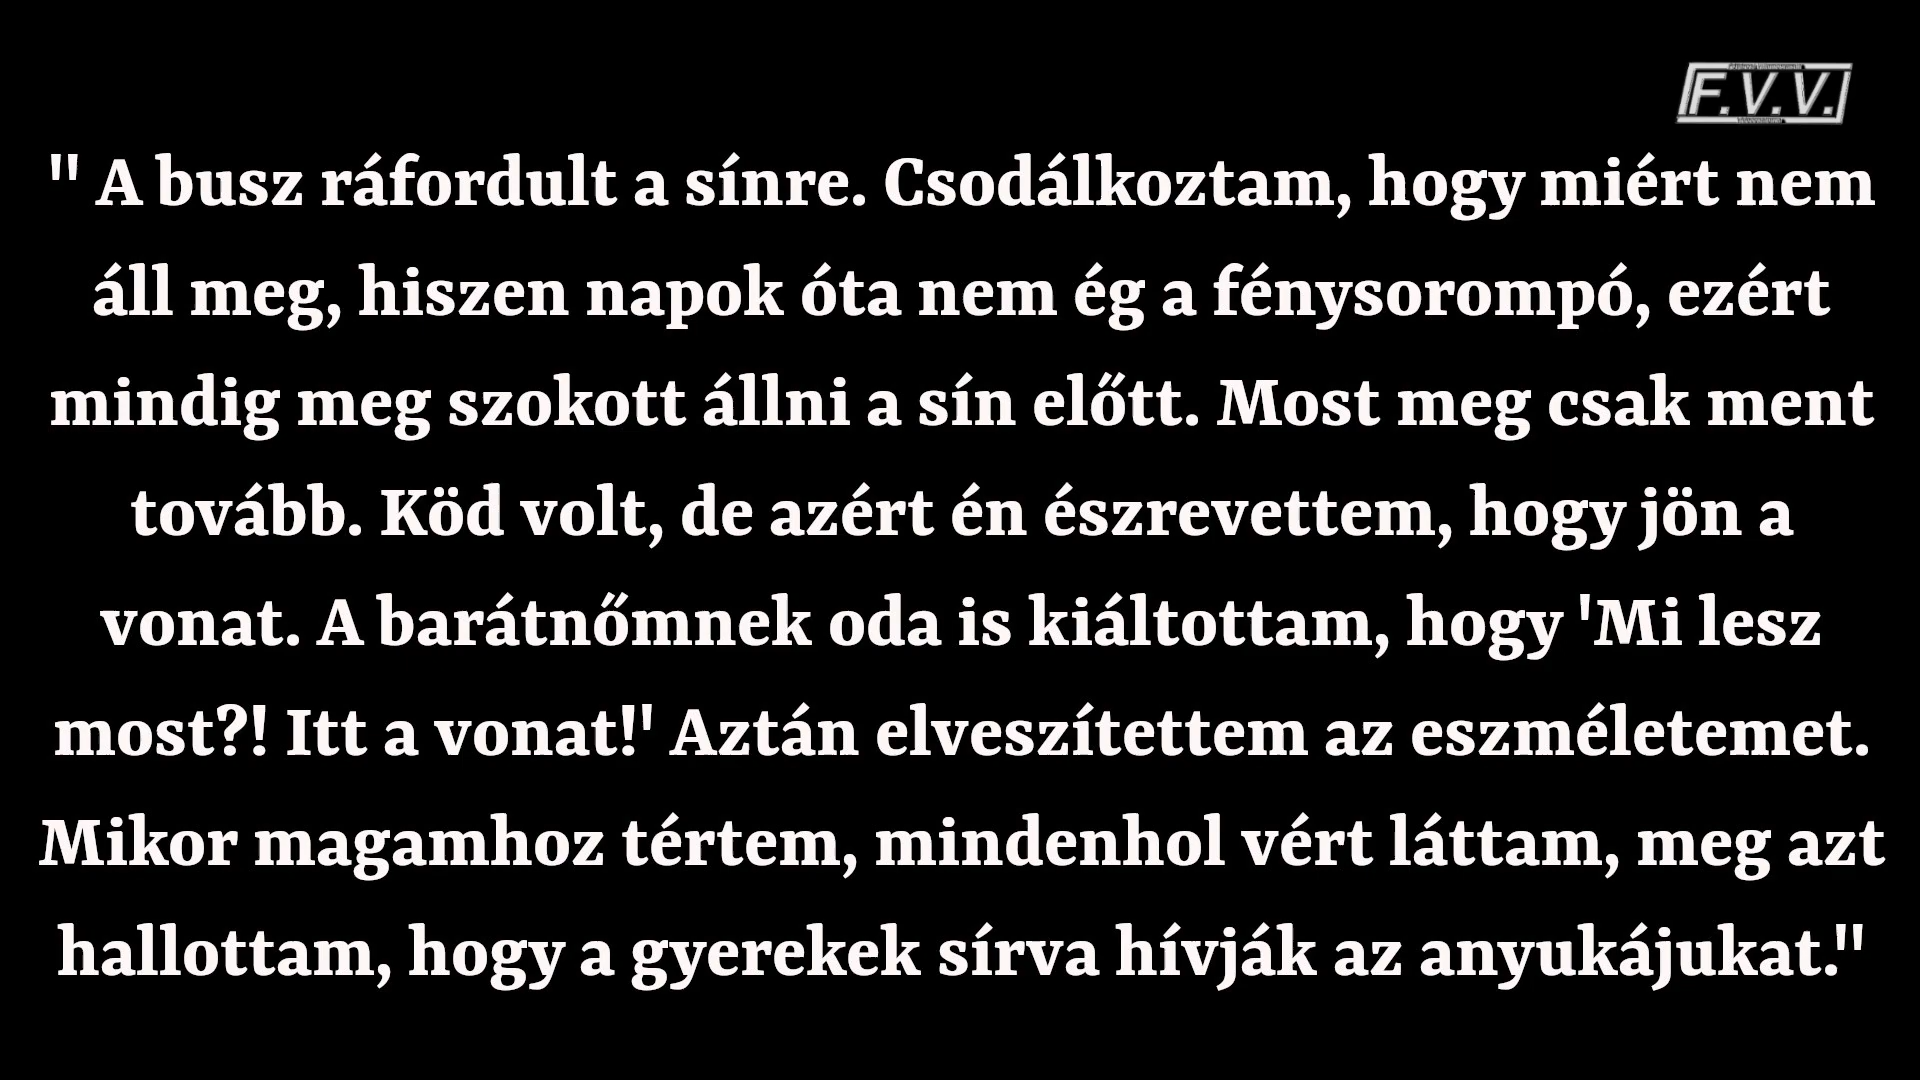 F.V.V.
" A busz ráfordult a sínre. Csodálkoztam, hogy miért nem
áll meg, hiszen napok óta nem ég a fénysorompó, ezért
mindig meg szokott állni a sín előtt. Most meg csak ment
tovább. Köd volt, de azért én észrevettem, hogy jön a
vonat. A barátnőmnek oda is kiáltottam, hogy 'Mi lesz
most?! Itt a vonat!' Aztán elveszítettem az eszméletemet.
Mikor magamhoz tértem, mindenhol vért láttam, meg azt
hallottam, hogy a gyerekek sírva hívják az anyukájukat."